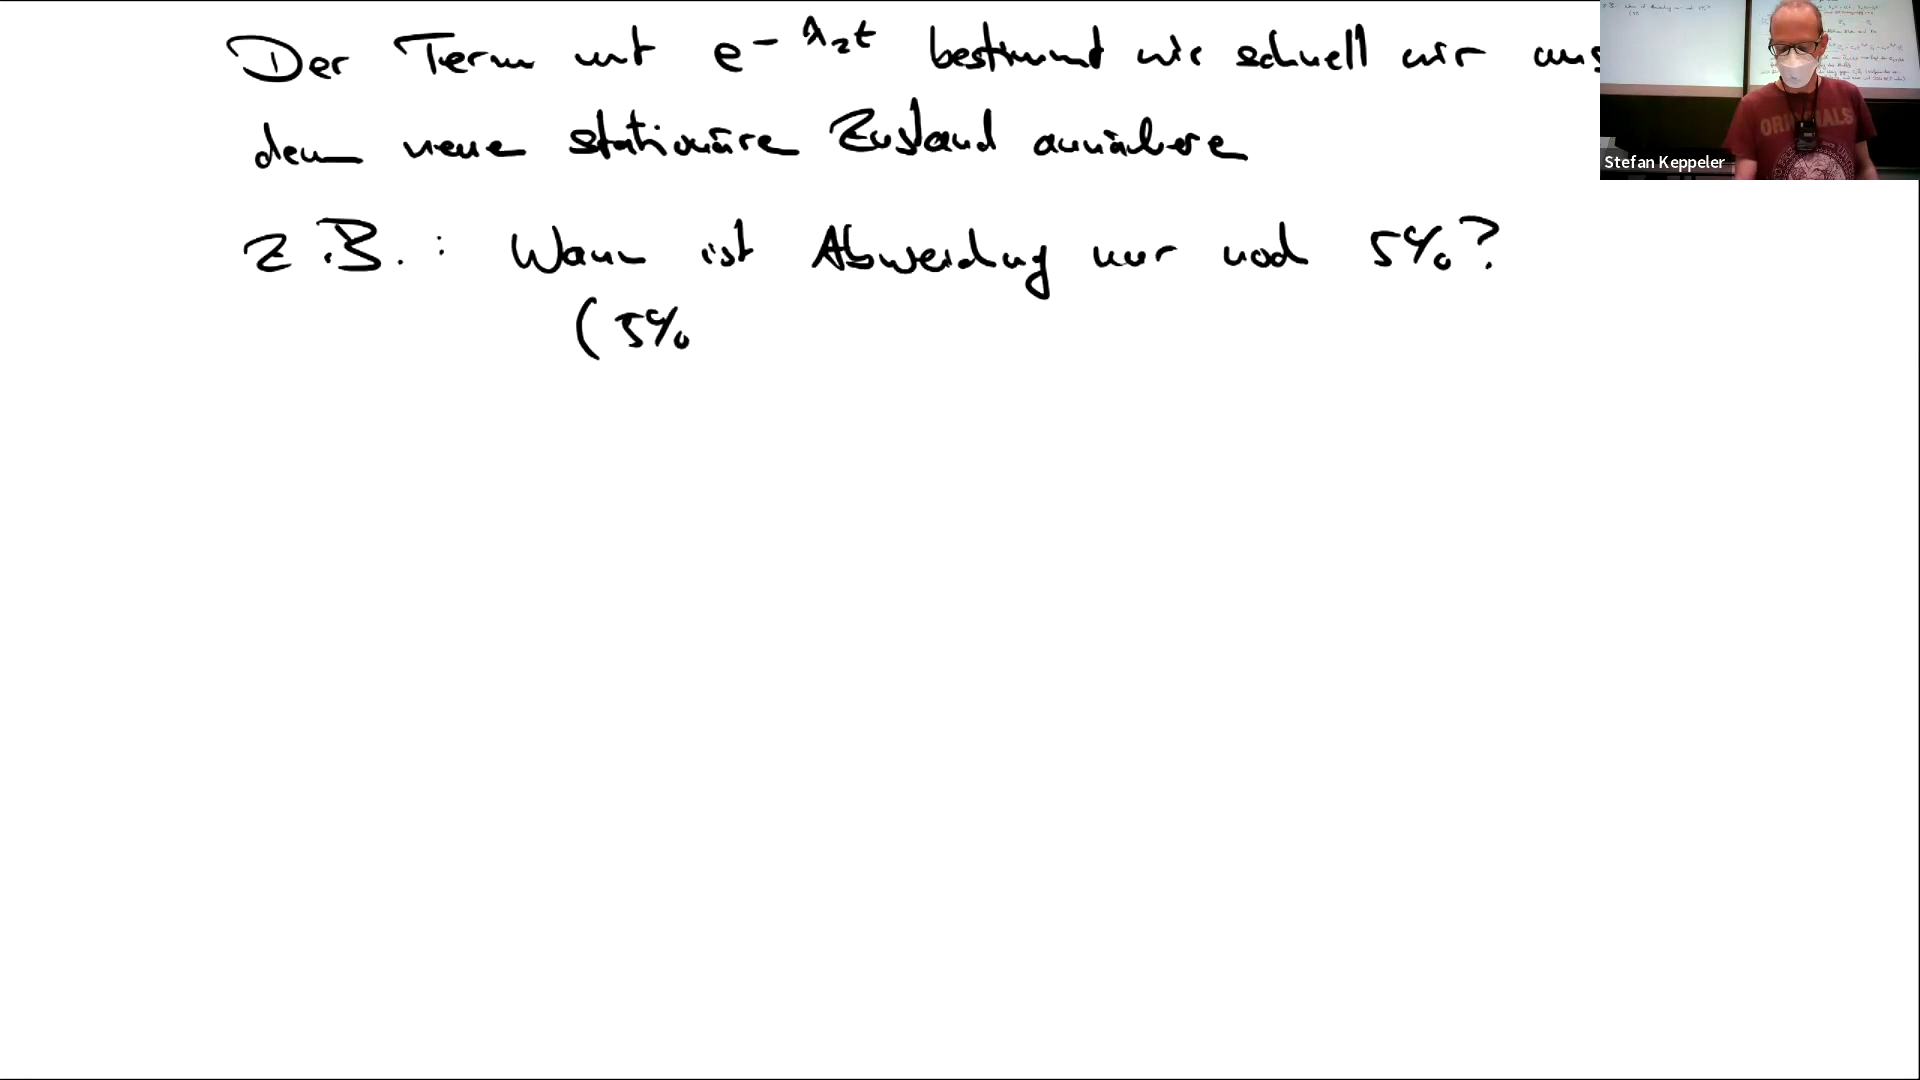 Der Term mit e^{-λ₂t} bestimmt wie schnell wir uns
dem neuen stationären Zustand annähern
z.B.: Wann ist Abweichung nur noch 5%?
(5%
Stefan Keppeler